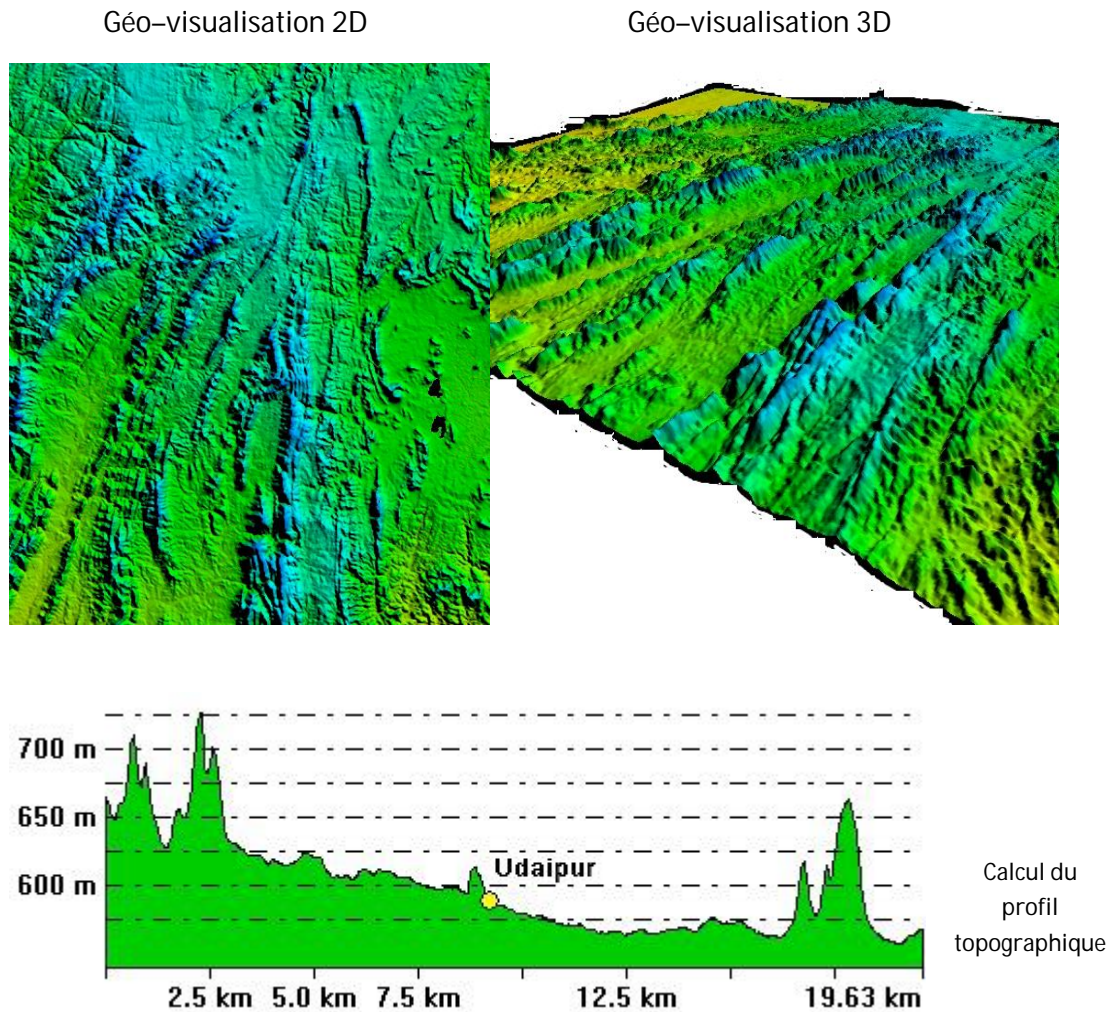 Géo–visualisation 2D
Géo–visualisation 3D
700 m
650 m
600 m
Udaipur
2.5 km
5.0 km
7.5 km
12.5 km
19.63 km
Calcul du
profil
topographique